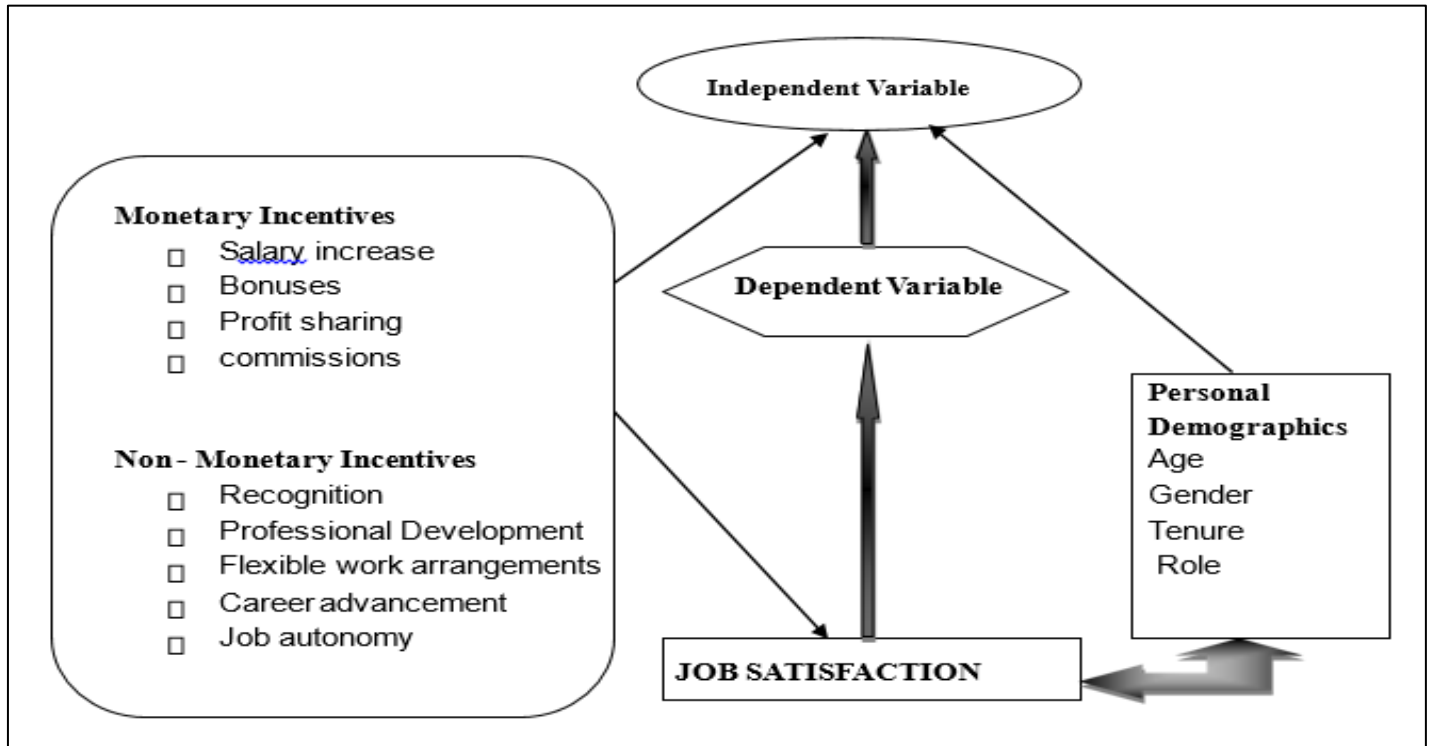 Independent Variable
Monetary Incentives
Salary increase
Bonuses
Profit sharing
commissions
Non - Monetary Incentives
Recognition
Professional Development
Flexible work arrangements
Career advancement
Job autonomy
Dependent Variable
JOB SATISFACTION
Personal
Demographics
Age
Gender
Tenure
Role